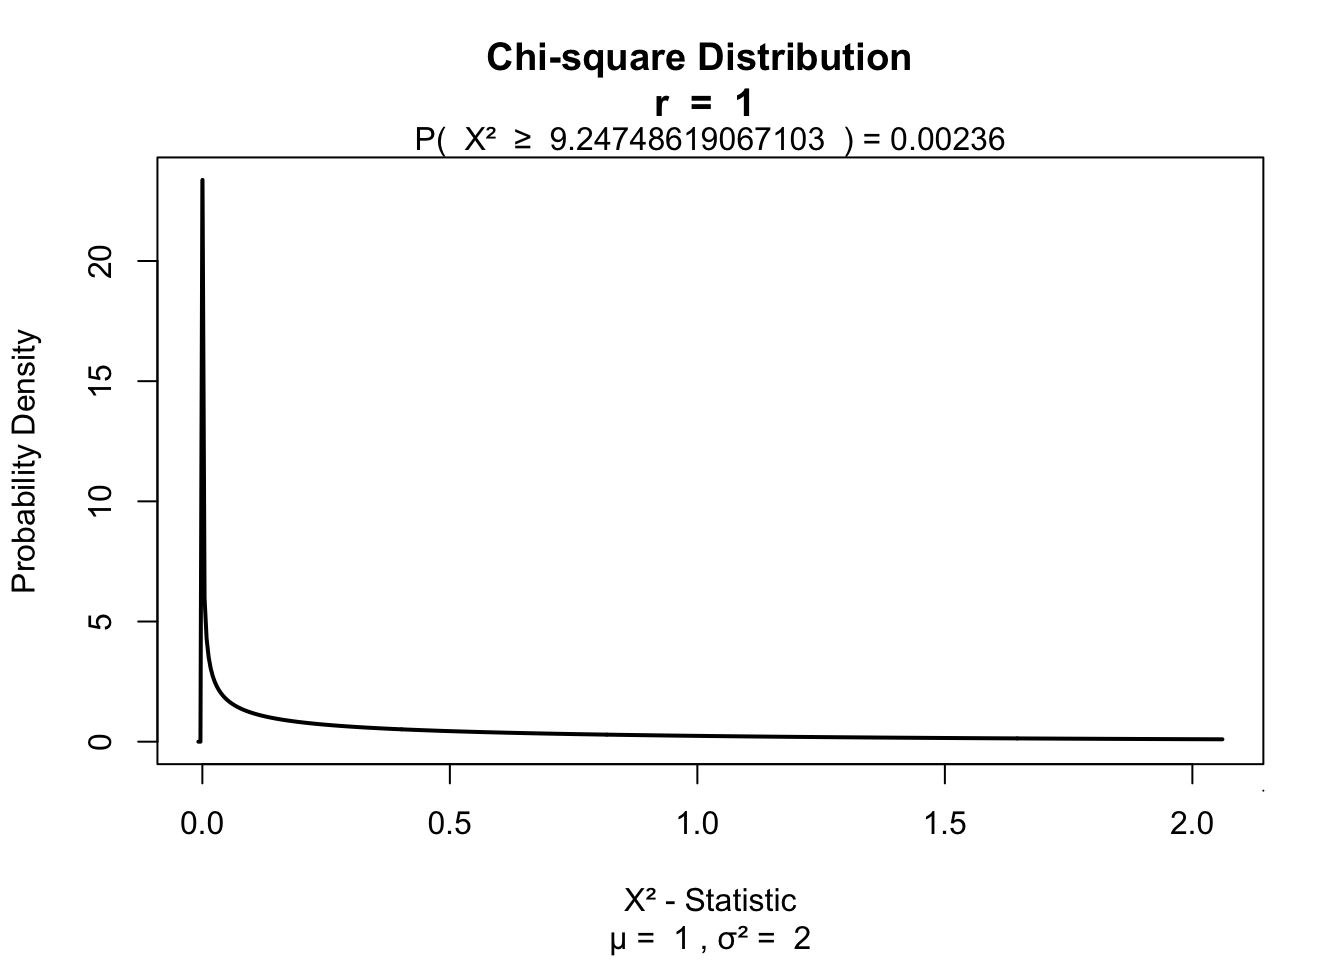 Chi-square Distribution
r = 1
P( X² ≥ 9.24748619067103 ) = 0.00236
Probability Density
20
15
10
5
0
0.0 0.5 1.0 1.5 2.0
X² - Statistic
μ = 1 , σ² = 2